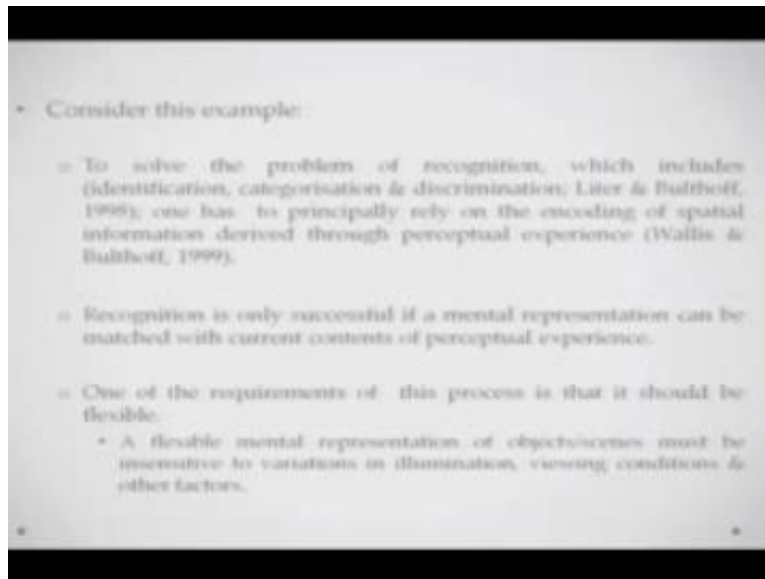 Consider this example:
To solve the problem of recognition, which includes
(identification, categorisation & discrimination; Liter & Bulthoff,
1998); one has to principally rely on the encoding of spatial
information derived through perceptual experience (Wallis &
Bulthoff, 1999).
Recognition is only successful if a mental representation can be
matched with current contents of perceptual experience.
One of the requirements of this process is that it should be
flexible.
A flexible mental representation of objects/scenes must be
insensitive to variations in illumination, viewing conditions &
other factors.